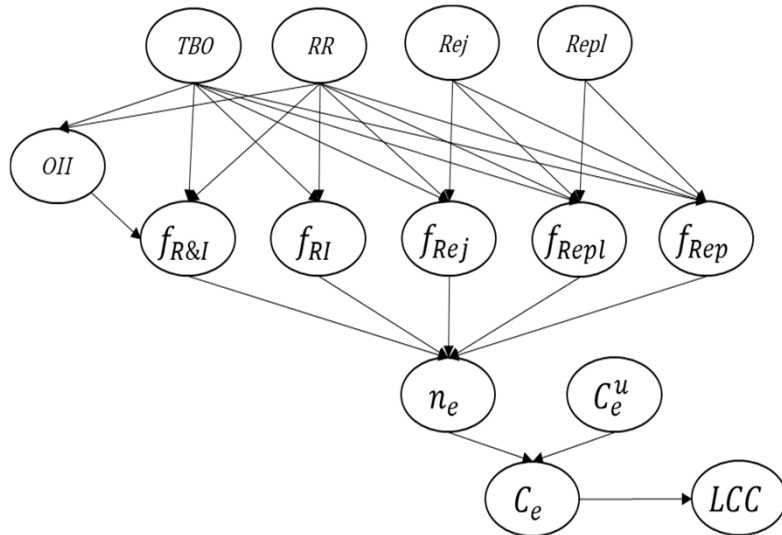 TBO RR Rej Repl
OII
f_{R&I} f_{RI} f_{Rej} f_{Repl} f_{Rep}
n_e C_e^u
C_e LCC